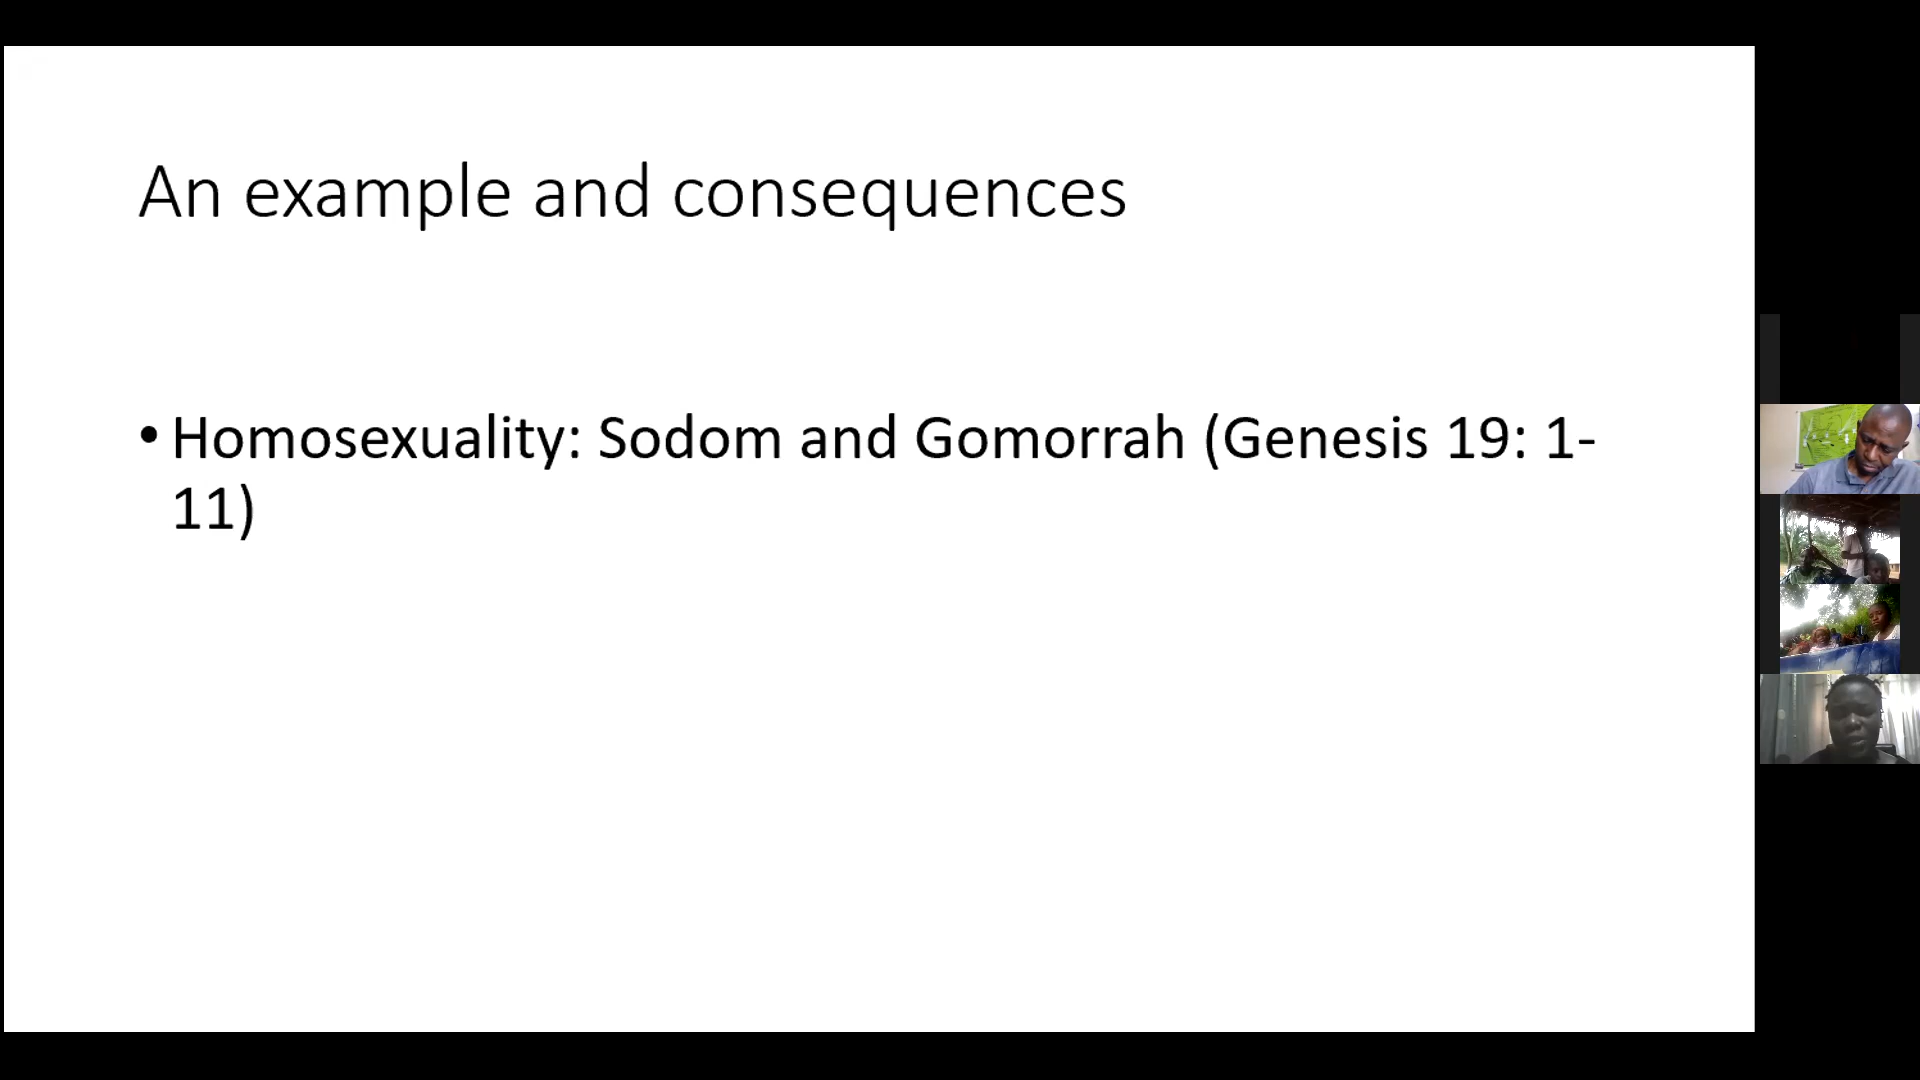 An example and consequences
• Homosexuality: Sodom and Gomorrah (Genesis 19: 1-
11)